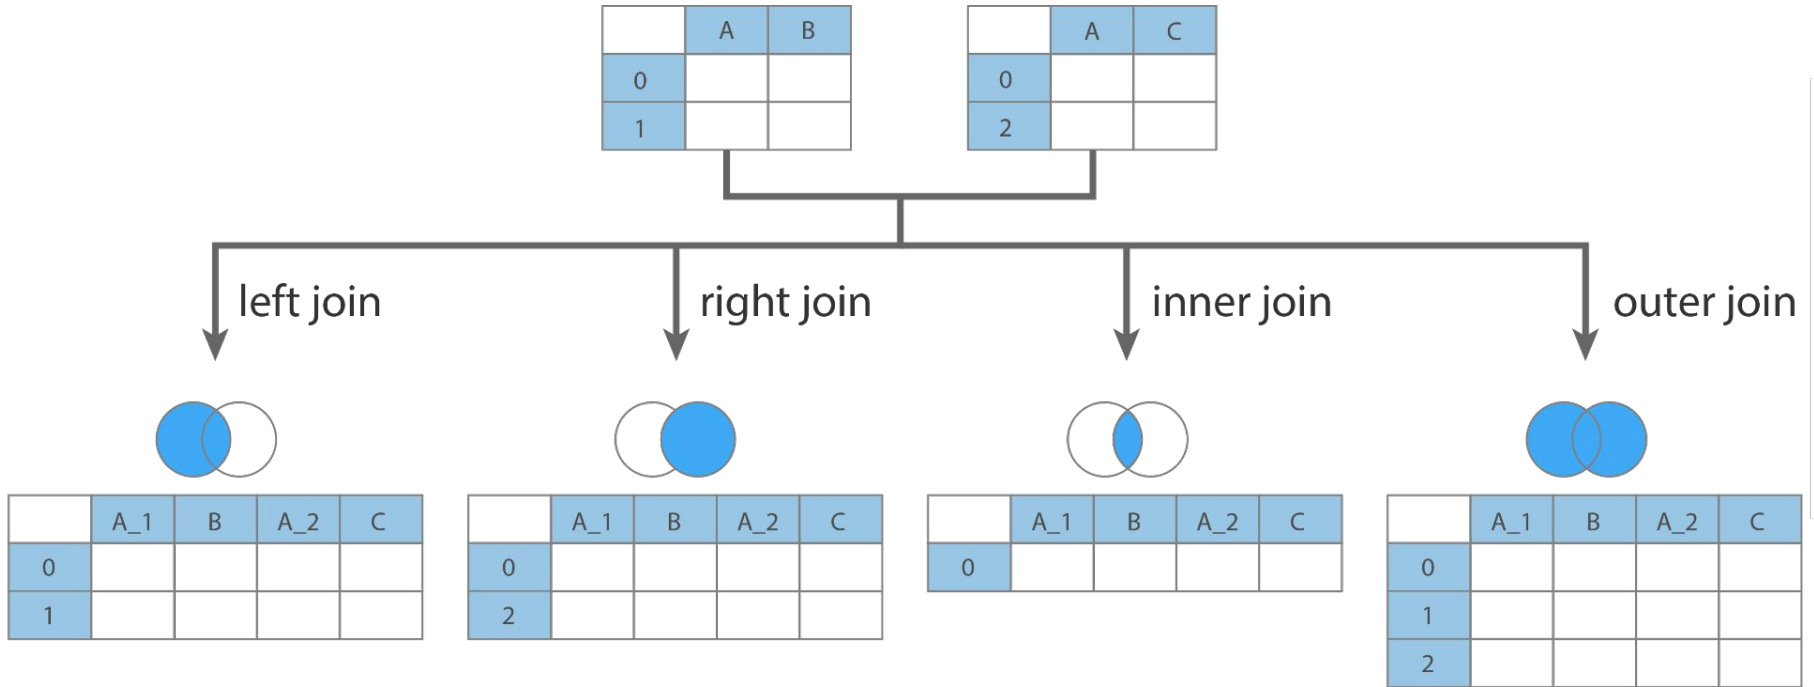 A B
0
1
A C
0
2
left join
right join
inner join
outer join
A_1 B A_2 C
0
1
A_1 B A_2 C
0
2
A_1 B A_2 C
0
A_1 B A_2 C
0
1
2